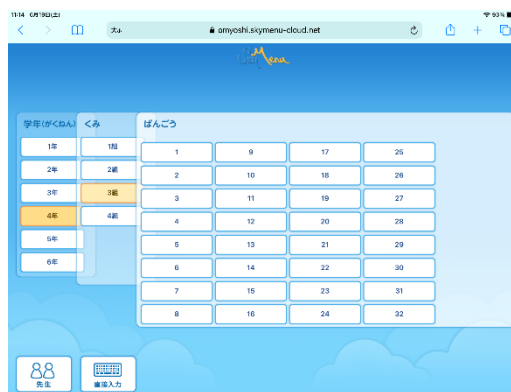 11:14 6月19日(土)
93%
大小
omyoshi.skymenu-cloud.net
Menu
学年(がくねん)
1年
2年
3年
4年
5年
6年
くみ
1組
2組
3組
4組
ばんごう
1 9 17 25
2 10 18 26
3 11 19 27
4 12 20 28
5 13 21 29
6 14 22 30
7 15 23 31
8 16 24 32
先生
直接入力